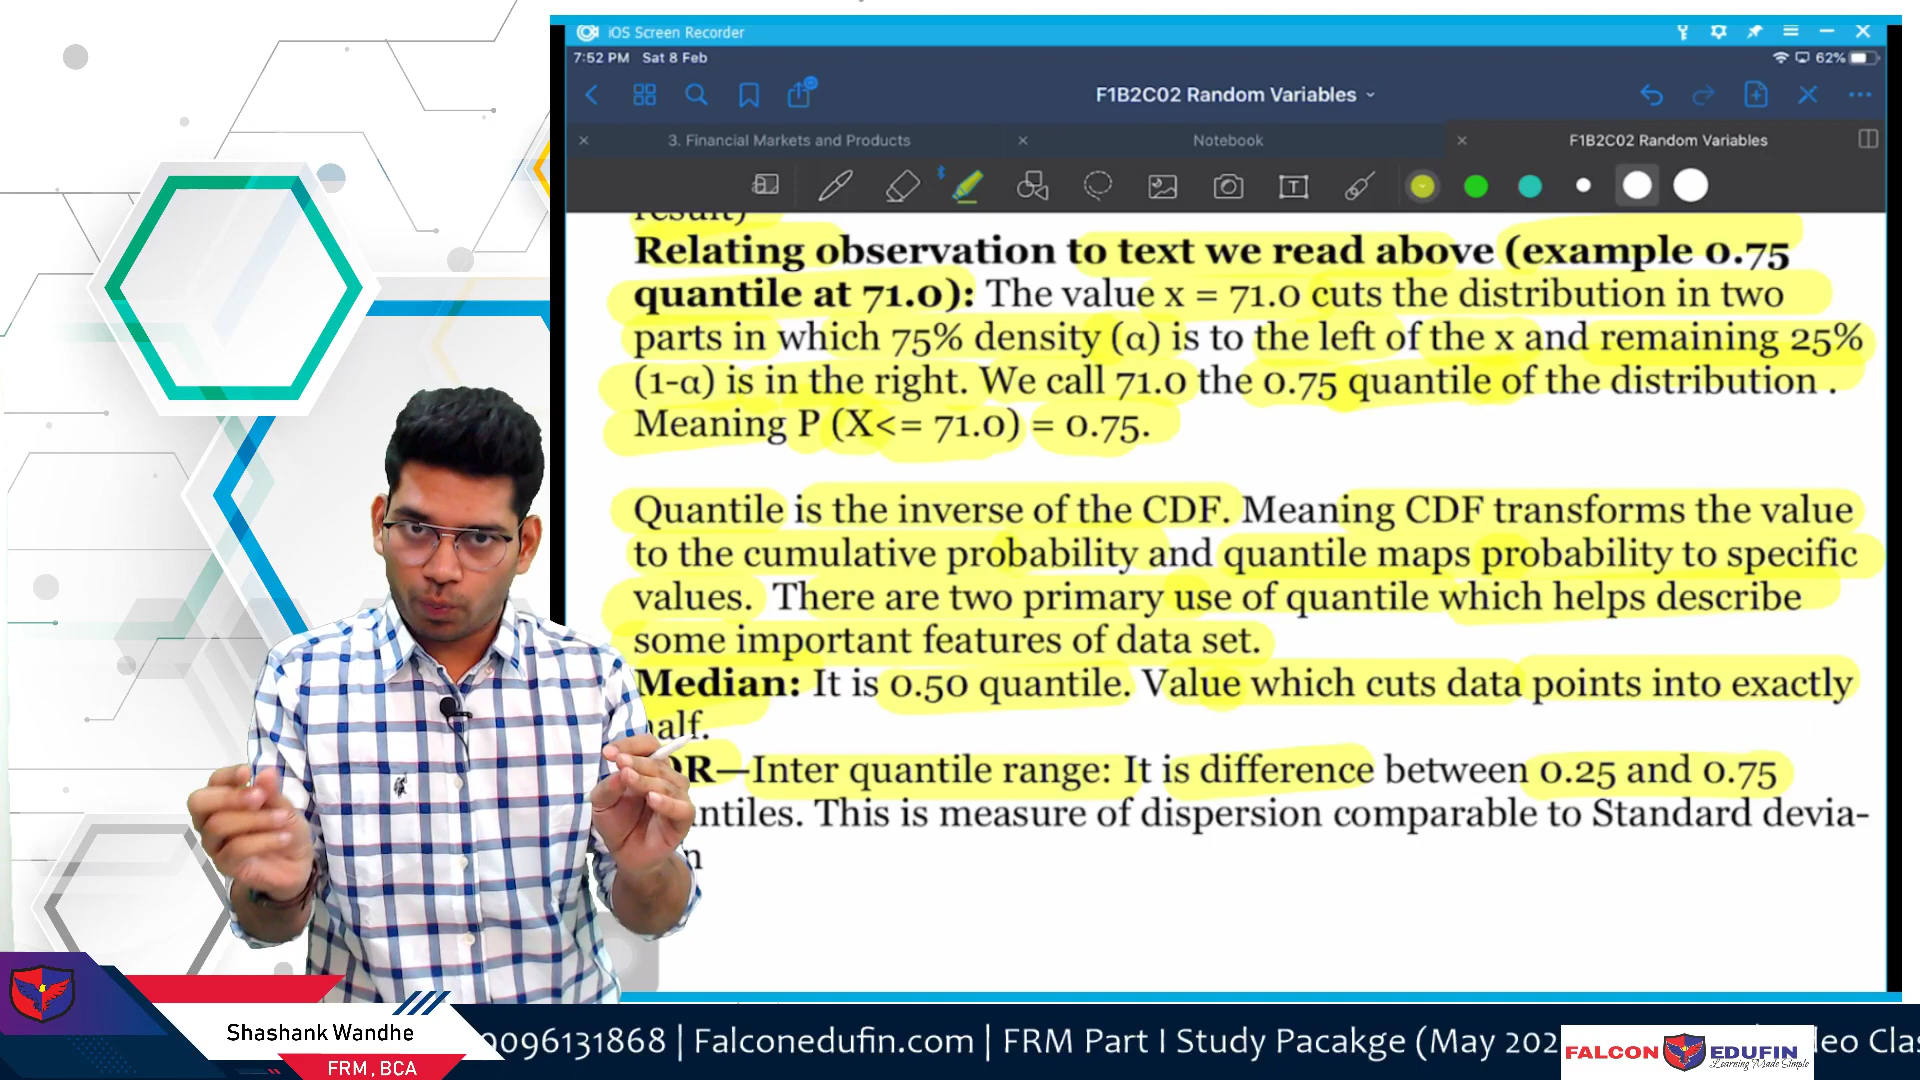 iOS Screen Recorder
7:52 PM Sat 8 Feb
62%
F1B2C02 Random Variables
3. Financial Markets and Products
Notebook
F1B2C02 Random Variables
result)
Relating observation to text we read above (example 0.75
quantile at 71.0): The value x = 71.0 cuts the distribution in two
parts in which 75% density (α) is to the left of the x and remaining 25%
(1-α) is in the right. We call 71.0 the 0.75 quantile of the distribution .
Meaning P (X<= 71.0) = 0.75.
Quantile is the inverse of the CDF. Meaning CDF transforms the value
to the cumulative probability and quantile maps probability to specific
values. There are two primary use of quantile which helps describe
some important features of data set.
Median: It is 0.50 quantile. Value which cuts data points into exactly
alf.
R—Inter quantile range: It is difference between 0.25 and 0.75
ntiles. This is measure of dispersion comparable to Standard devia-
n
Shashank Wandhe
FRM, BCA
0096131868 | Falconedufin.com | FRM Part I Study Pacakge (May 202
FALCON EDUFIN
Learning Made Simple
deo Clas